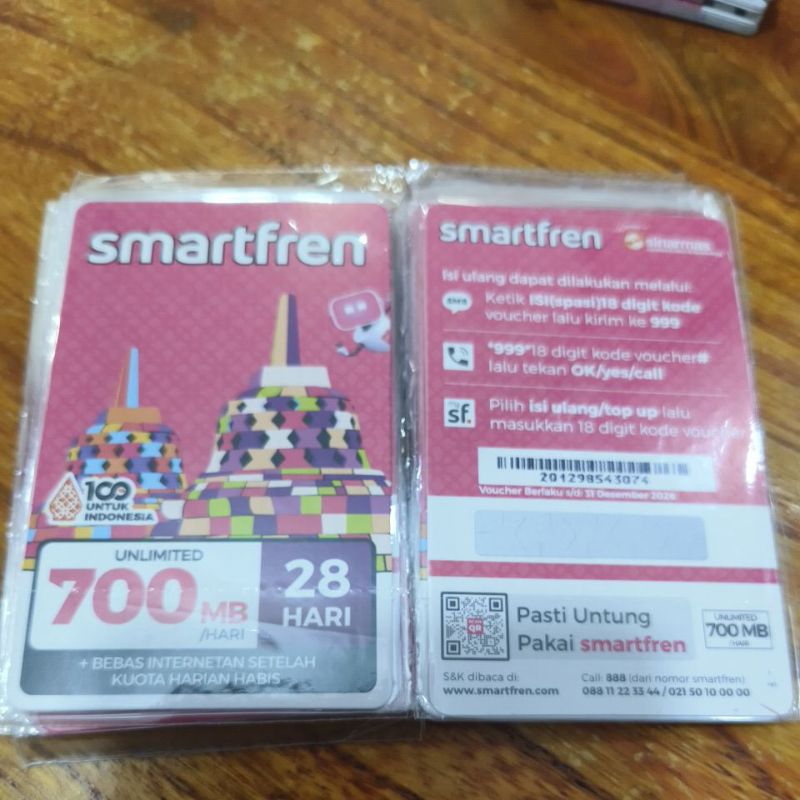 smartfren
100
UNTUK
INDONESIA
UNLIMITED
700 MB
/HARI
28
HARI
+ BEBAS INTERNETAN SETELAH
KUOTA HARIAN HABIS
smartfren sinarmas
Isi ulang dapat dilakukan melalui:
SMS Ketik ISI(spasi)18 digit kode
voucher lalu kirim ke 999
*999*18 digit kode voucher#
lalu tekan OK/yes/call
my
sf. Pilih isi ulang/top up lalu
masukkan 18 digit kode voucher
201298543074
Voucher Berlaku s/d: 31 Desember 2026
Pasti Untung
Pakai smartfren
UNLIMITED
700 MB
/HARI
S&K dibaca di:
www.smartfren.com
Call: 888 (dari nomor smartfren)
088 11 22 33 44 / 021 50 10 00 00